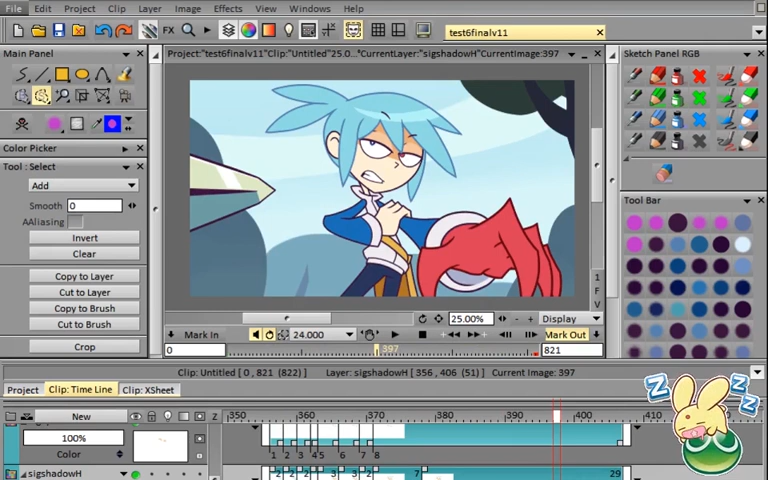 File Edit Project Clip Layer Image Effects View Windows Help
FX
test6finalv11
Main Panel
Project:"test6finalv11"Clip:"Untitled"25.0...*CurrentLayer:"sigshadowH"CurrentImage:397
Sketch Panel RGB
Color Picker
Tool : Select
Add
Smooth 0
AAliasing
Invert
Clear
Copy to Layer
Cut to Layer
Copy to Brush
Cut to Brush
Crop
Tool Bar
1
F
V
25.00% Display
Mark In 24.000 Mark Out
0 397 821
Clip: Untitled [ 0 , 821 (822) ] Layer: sigshadowH [ 356 , 406 (51) ] Current Image: 397
Project Clip: Time Line Clip: XSheet
New Z 350 360 370 380 390 400 410
100%
Color
1 2 3 4 5 6 7 8
sigshadowH 7 29
Z Z Z Z